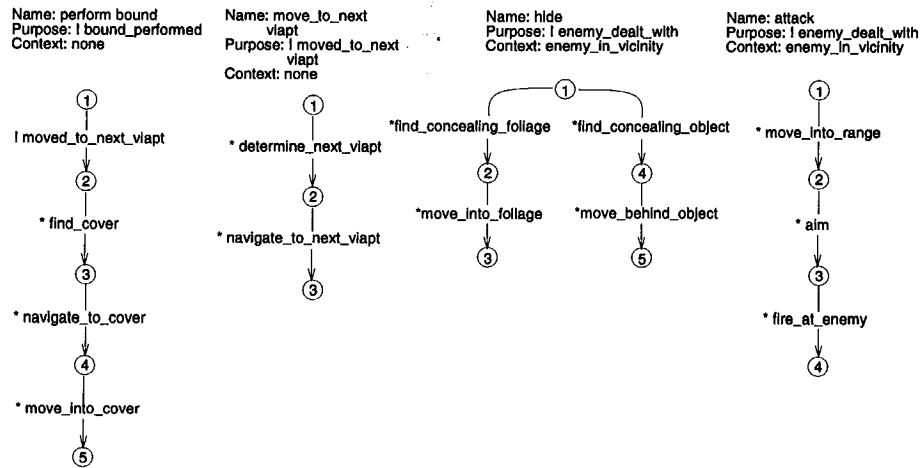 Name: perform bound
Purpose: ! bound_performed
Context: none
1
! moved_to_next_viapt
2
* find_cover
3
* navigate_to_cover
4
* move_into_cover
5
Name: move_to_next
viapt
Purpose: ! moved_to_next
viapt
Context: none
1
* determine_next_viapt
2
* navigate_to_next_viapt
3
Name: hide
Purpose: ! enemy_dealt_with
Context: enemy_in_vicinity
1
*find_concealing_foliage
*find_concealing_object
2
4
*move_into_foliage
*move_behind_object
3
5
Name: attack
Purpose: ! enemy_dealt_with
Context: enemy_in_vicinity
1
* move_into_range
2
* aim
3
* fire_at_enemy
4